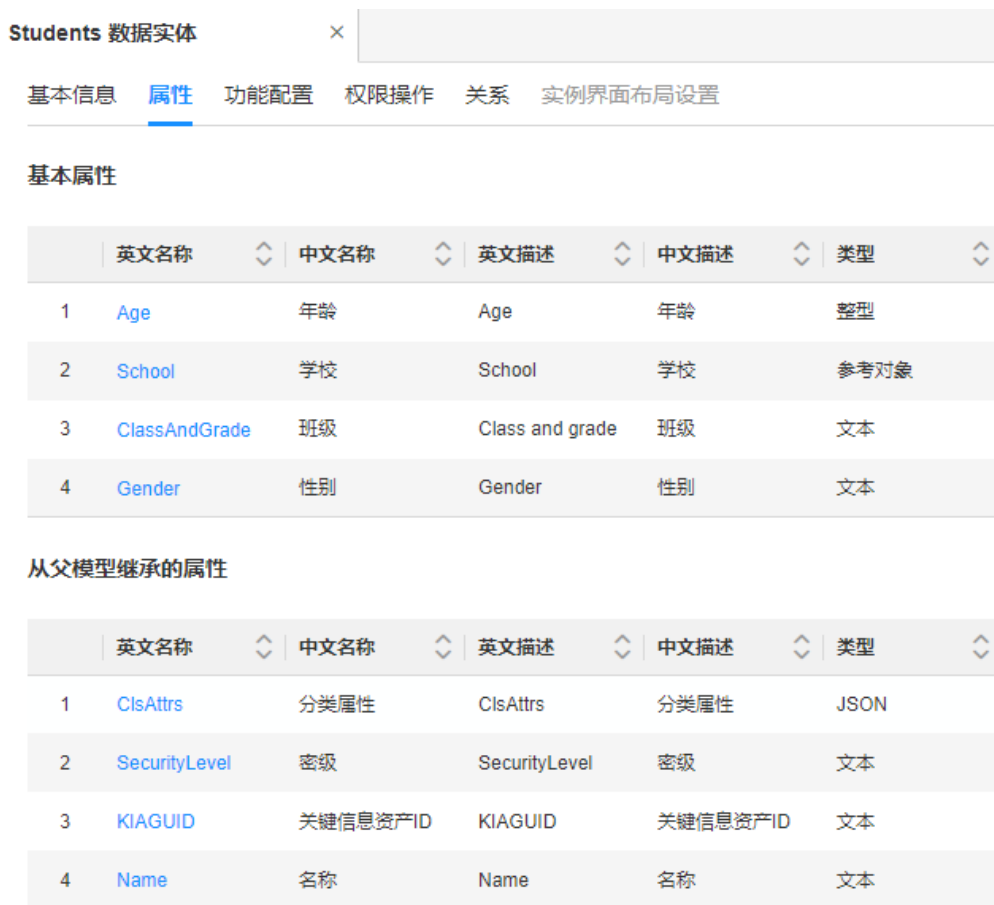 Students 数据实体 ×
基本信息 属性 功能配置 权限操作 关系 实例界面布局设置
基本属性
英文名称 中文名称 英文描述 中文描述 类型
1 Age 年龄 Age 年龄 整型
2 School 学校 School 学校 参考对象
3 ClassAndGrade 班级 Class and grade 班级 文本
4 Gender 性别 Gender 性别 文本
从父模型继承的属性
英文名称 中文名称 英文描述 中文描述 类型
1 ClsAttrs 分类属性 ClsAttrs 分类属性 JSON
2 SecurityLevel 密级 SecurityLevel 密级 文本
3 KIAGUID 关键信息资产ID KIAGUID 关键信息资产ID 文本
4 Name 名称 Name 名称 文本